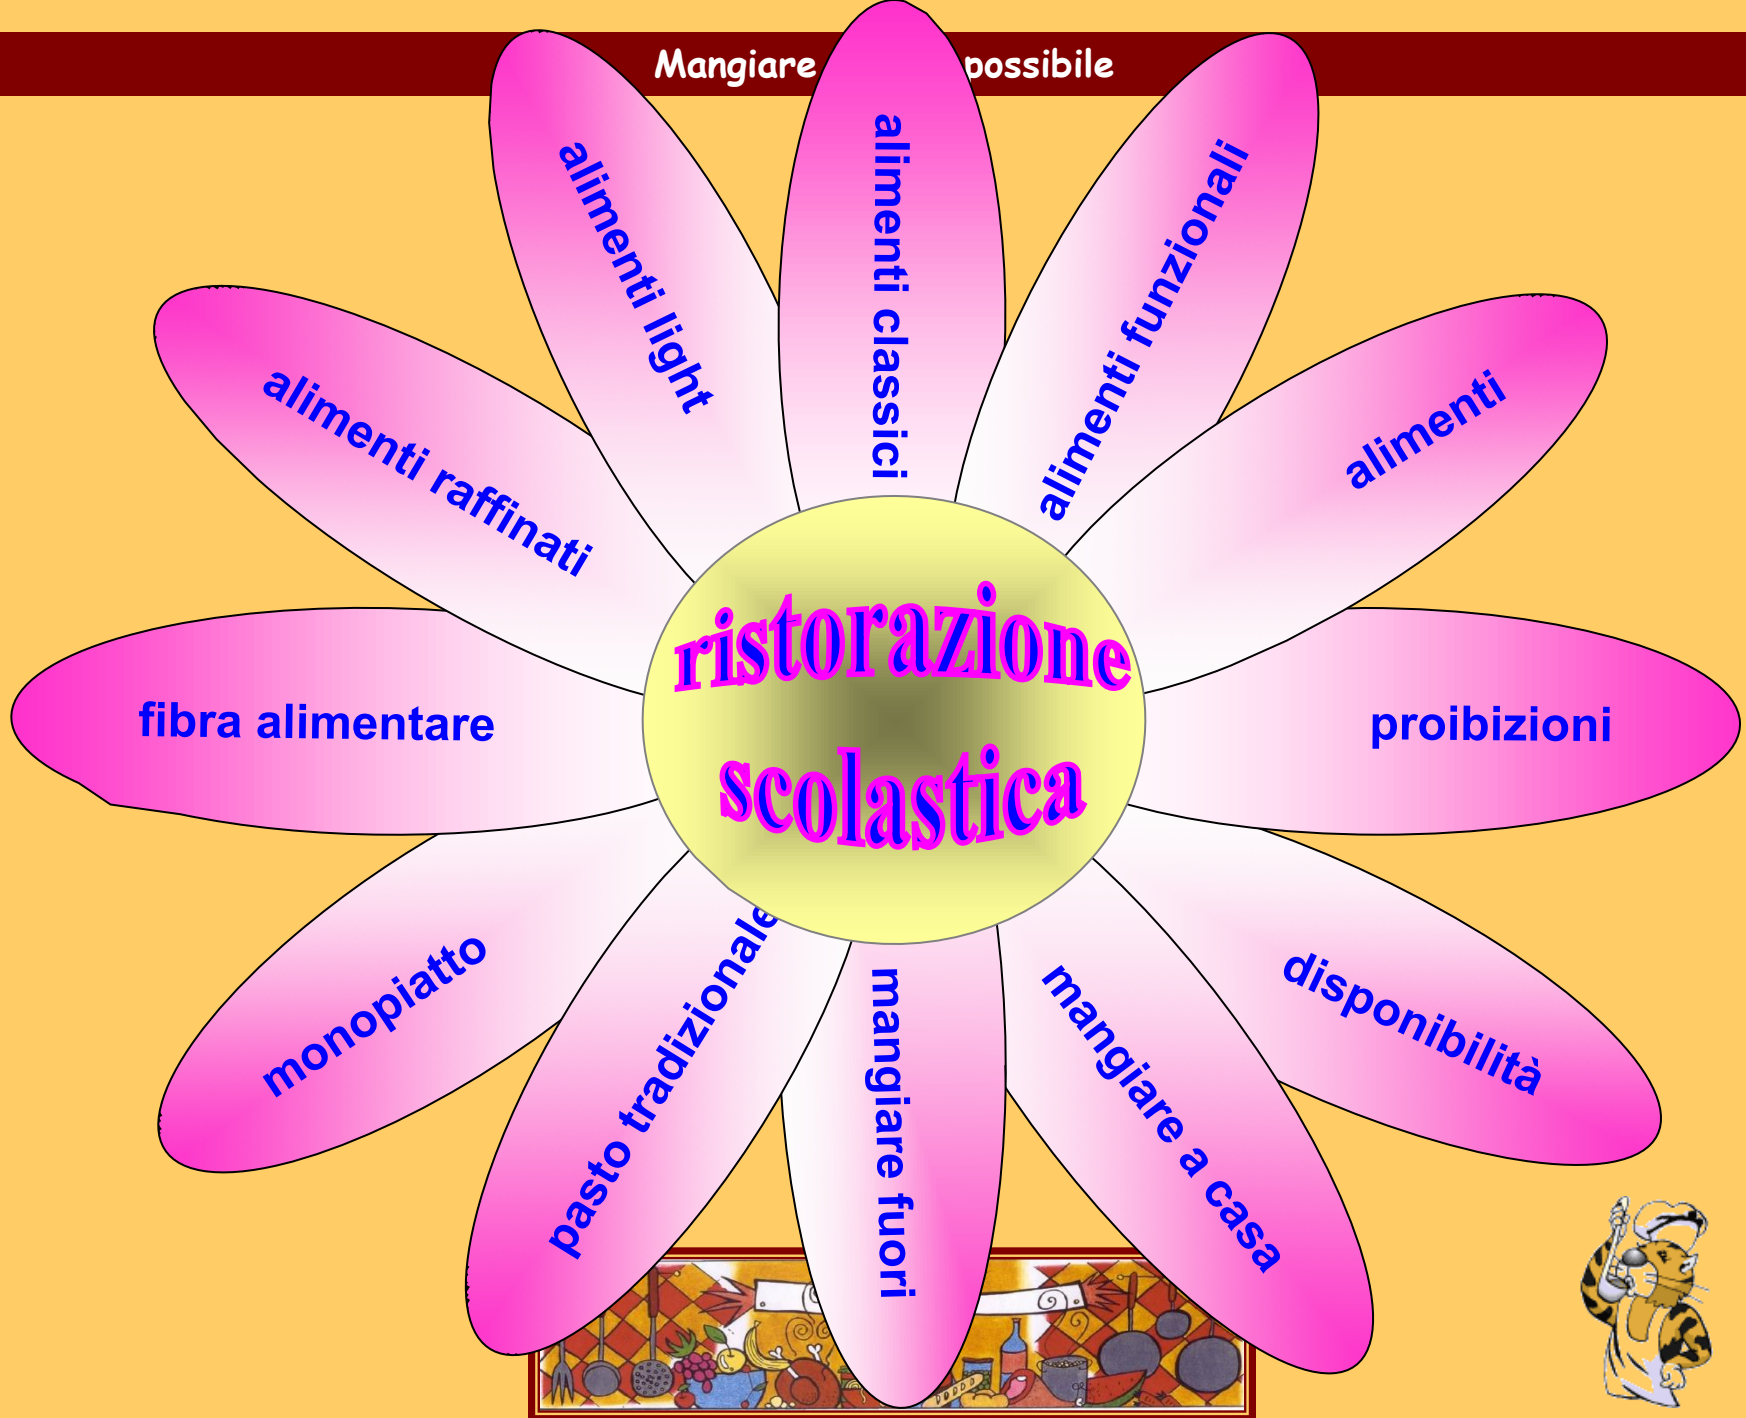 Mangiare possibile
alimenti classici
alimenti funzionali
alimenti
proibizioni
disponibilità
mangiare a casa
mangiare fuori
pasto tradizionale
monopiatto
fibra alimentare
alimenti raffinati
alimenti light
ristorazione
scolastica